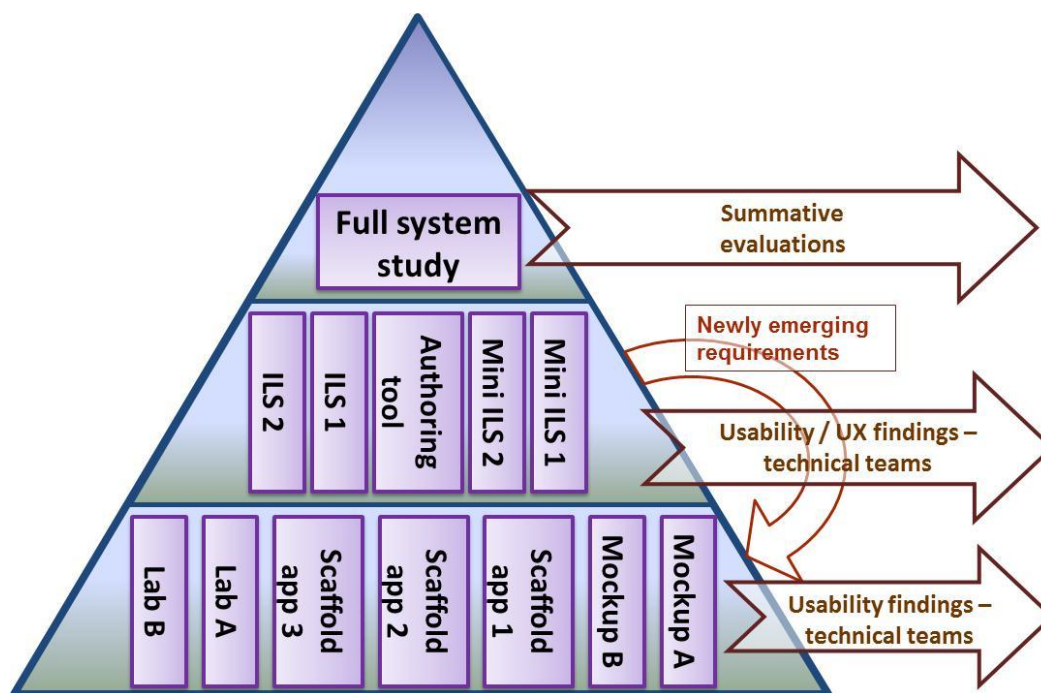 Full system
study
Summative
evaluations
Newly emerging
requirements
ILS 2
ILS 1
Authoring
tool
Mini ILS 2
Mini ILS 1
Usability / UX findings –
technical teams
Lab B
Lab A
Scaffold
app 3
Scaffold
app 2
Scaffold
app 1
Mockup B
Mockup A
Usability findings –
technical teams